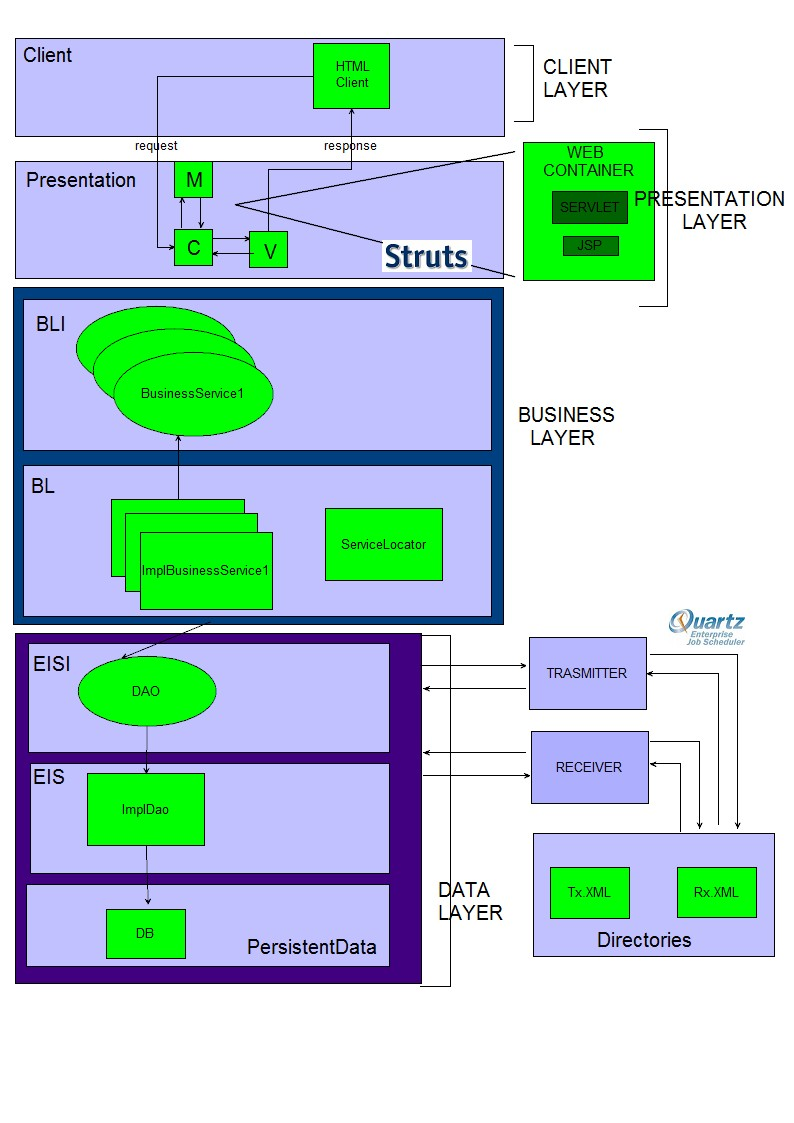 Client
HTML
Client
CLIENT
LAYER
request
response
Presentation
M
C
V
Struts
WEB
CONTAINER
SERVLET
JSP
PRESENTATION
LAYER
BLI
BusinessService1
BUSINESS
LAYER
BL
ImplBusinessService1
ServiceLocator
EISI
DAO
EIS
ImplDao
DB
PersistentData
DATA
LAYER
Quartz
Enterprise
Job Scheduler
TRASMITTER
RECEIVER
Tx.XML
Rx.XML
Directories